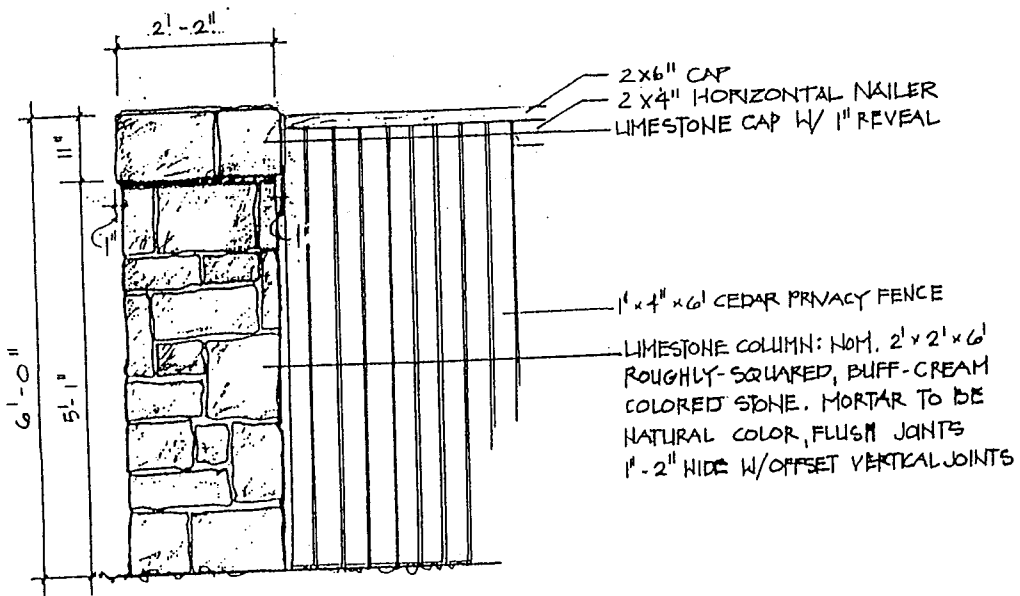 2'-2"
2x6" CAP
2x4" HORIZONTAL NAILER
LIMESTONE CAP W/ 1" REVEAL
11"
1"
1"
6'-0"
5'-1"
1" x 4" x 6' CEDAR PRIVACY FENCE
LIMESTONE COLUMN: NOM. 2' x 2' x 6'
ROUGHLY-SQUARED, BUFF-CREAM
COLORED STONE. MORTAR TO BE
NATURAL COLOR, FLUSH JOINTS
1"-2" WIDE W/OFFSET VERTICAL JOINTS